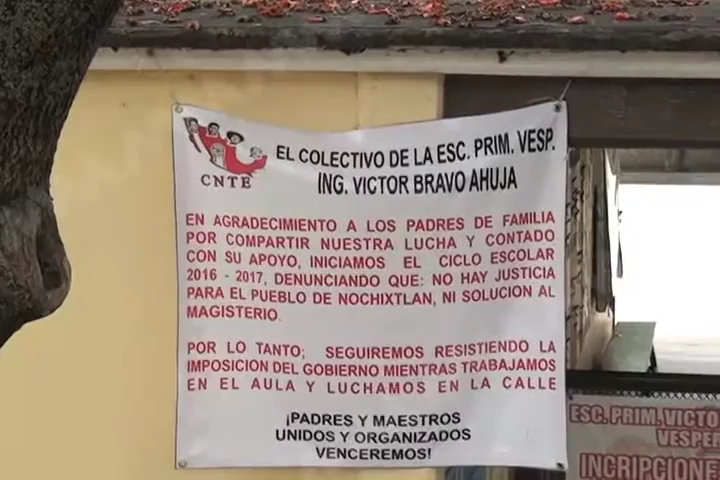 CNTE
EL COLECTIVO DE LA ESC. PRIM. VESP.
ING. VICTOR BRAVO AHUJA
EN AGRADECIMIENTO A LOS PADRES DE FAMILIA
POR COMPARTIR NUESTRA LUCHA Y CONTADO
CON SU APOYO, INICIAMOS EL CICLO ESCOLAR
2016 - 2017, DENUNCIANDO QUE: NO HAY JUSTICIA
PARA EL PUEBLO DE NOCHIXTLAN, NI SOLUCION AL
MAGISTERIO.
POR LO TANTO; SEGUIREMOS RESISTIENDO LA
IMPOSICION DEL GOBIERNO MIENTRAS TRABAJAMOS
EN EL AULA Y LUCHAMOS EN LA CALLE
¡PADRES Y MAESTROS
UNIDOS Y ORGANIZADOS
VENCEREMOS!
ESC. PRIM. VICTO
VESPER
INCRIPCIONE